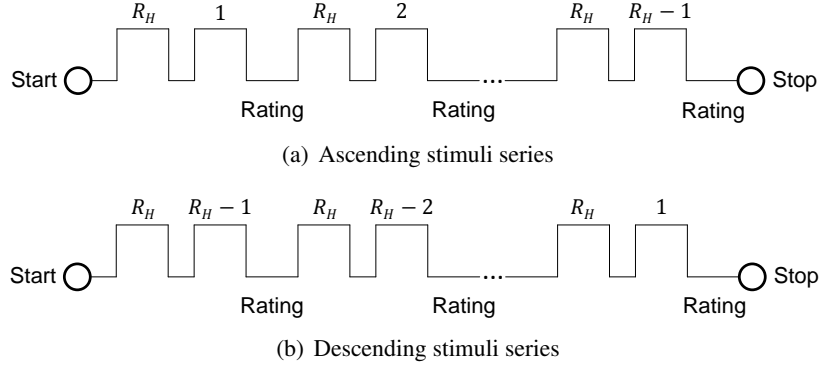 R_H 1 R_H 2 R_H R_H − 1
Start ... Stop
Rating Rating Rating
(a) Ascending stimuli series
R_H R_H − 1 R_H R_H − 2 R_H 1
Start ... Stop
Rating Rating Rating
(b) Descending stimuli series